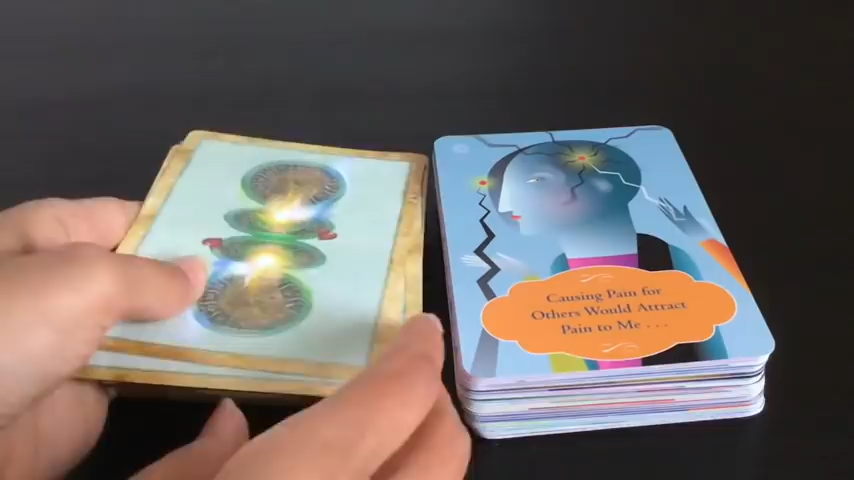 Causing Pain for
Others Would Attract
Pain to Me . . .